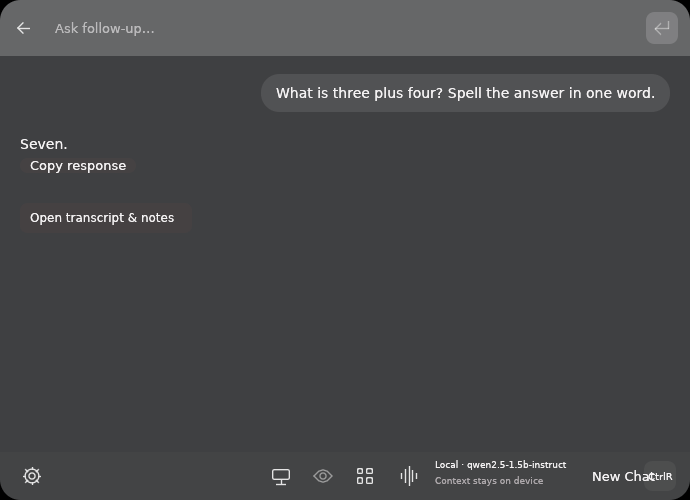 Ask follow-up...
What is three plus four? Spell the answer in one word.
Seven.
Copy response
Open transcript & notes
Local · qwen2.5-1.5b-instruct
Context stays on device
New Chat
CtrlR